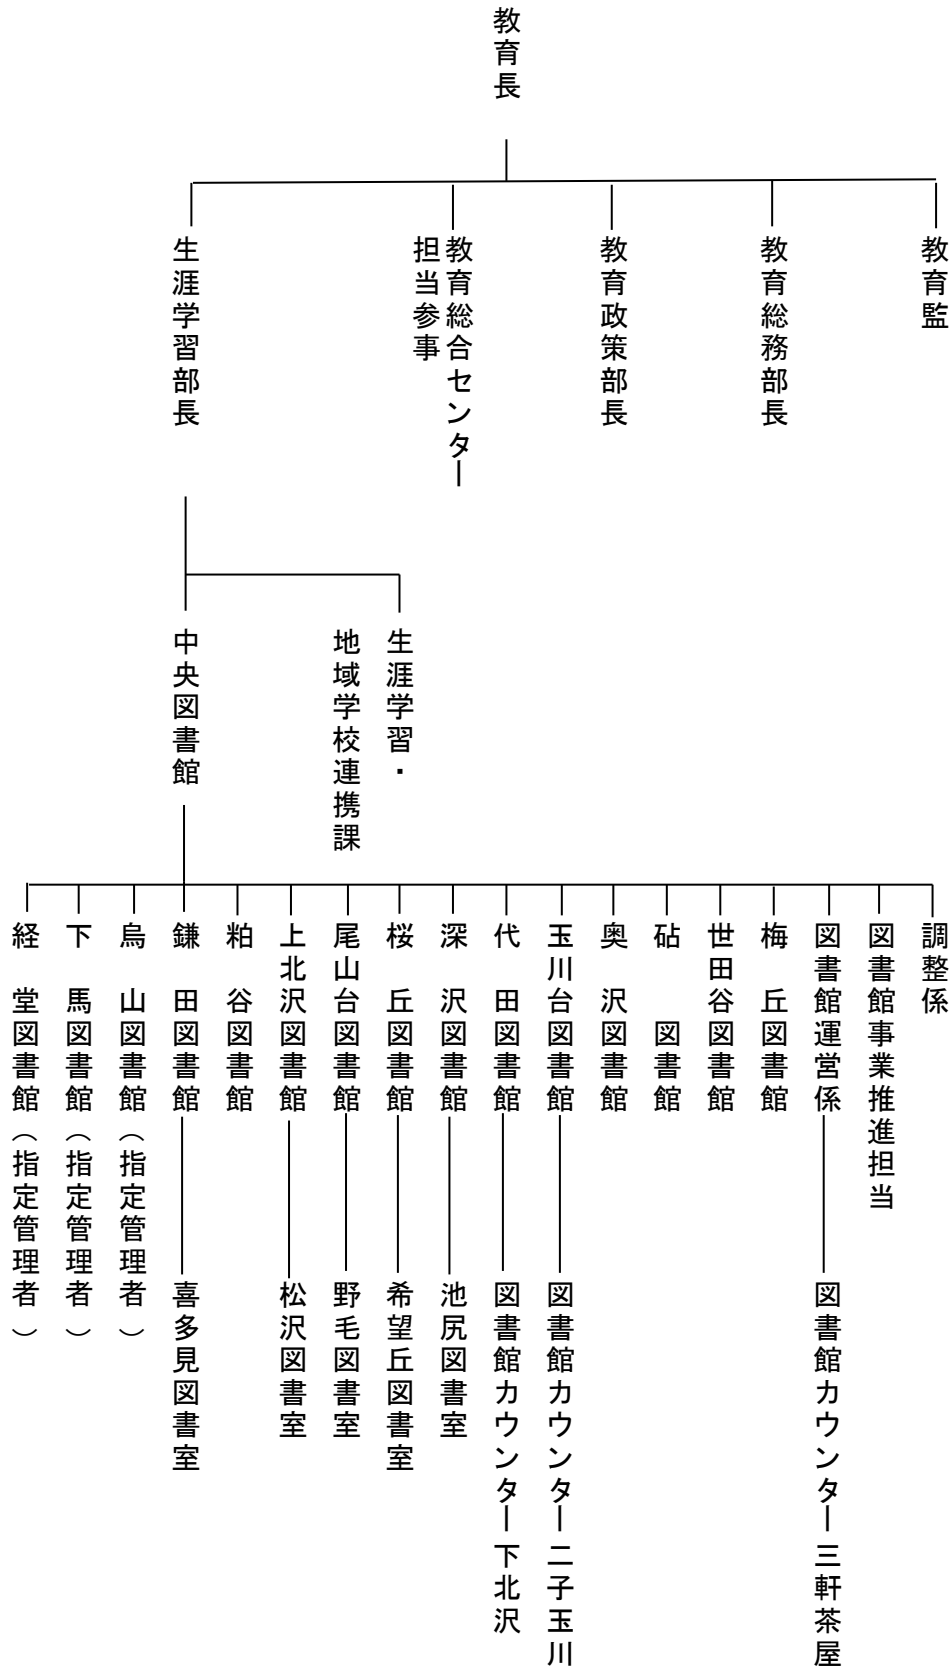 教育長
教育監
教育総務部長
教育政策部長
教育総合センター
担当参事
生涯学習部長
生涯学習・
地域学校連携課
中央図書館
調整係
図書館事業推進担当
図書館運営係
図書館カウンター三軒茶屋
梅　丘図書館
世田谷図書館
砧　　図書館
奥　沢図書館
玉川台図書館
図書館カウンター二子玉川
代　田図書館
図書館カウンター下北沢
深　沢図書館
池尻図書室
桜　丘図書館
希望丘図書室
尾山台図書館
野毛図書室
上北沢図書館
松沢図書室
粕　谷図書館
鎌　田図書館
喜多見図書室
烏　山図書館（指定管理者）
下　馬図書館（指定管理者）
経　堂図書館（指定管理者）